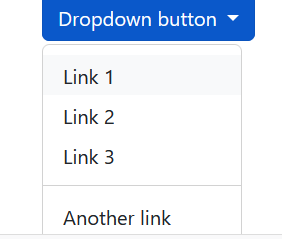 Dropdown button
Link 1
Link 2
Link 3
Another link